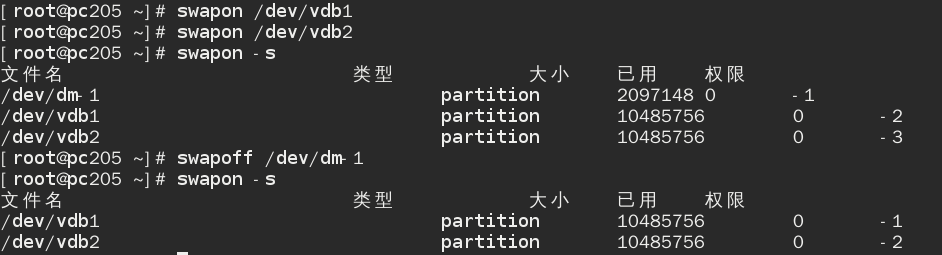 [root@pc205 ~]# swapon /dev/vdb1
[root@pc205 ~]# swapon /dev/vdb2
[root@pc205 ~]# swapon -s
文件名 类型 大小 已用 权限
/dev/dm-1 partition 2097148 0 -1
/dev/vdb1 partition 10485756 0 -2
/dev/vdb2 partition 10485756 0 -3
[root@pc205 ~]# swapoff /dev/dm-1
[root@pc205 ~]# swapon -s
文件名 类型 大小 已用 权限
/dev/vdb1 partition 10485756 0 -1
/dev/vdb2 partition 10485756 0 -2